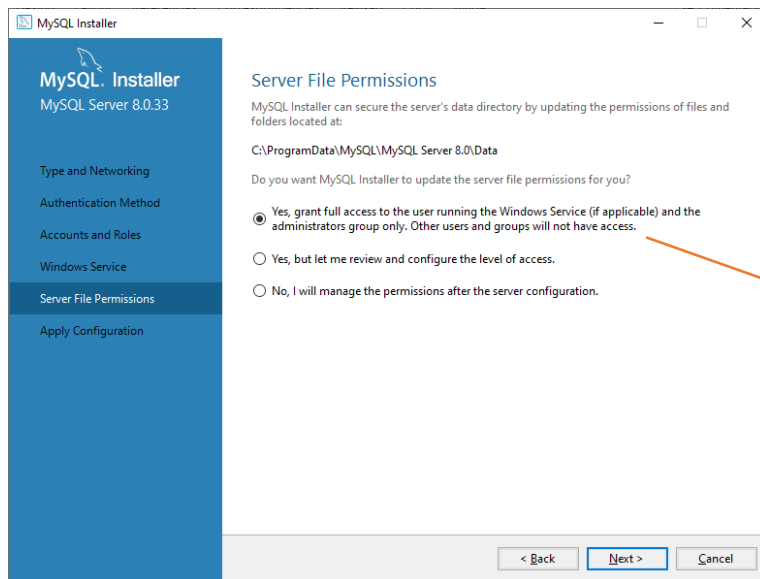 MySQL Installer
MySQL. Installer
MySQL Server 8.0.33
Type and Networking
Authentication Method
Accounts and Roles
Windows Service
Server File Permissions
Apply Configuration
Server File Permissions
MySQL Installer can secure the server's data directory by updating the permissions of files and
folders located at:
C:\ProgramData\MySQL\MySQL Server 8.0\Data
Do you want MySQL Installer to update the server file permissions for you?
Yes, grant full access to the user running the Windows Service (if applicable) and the
administrators group only. Other users and groups will not have access.
Yes, but let me review and configure the level of access.
No, I will manage the permissions after the server configuration.
< Back
Next >
Cancel